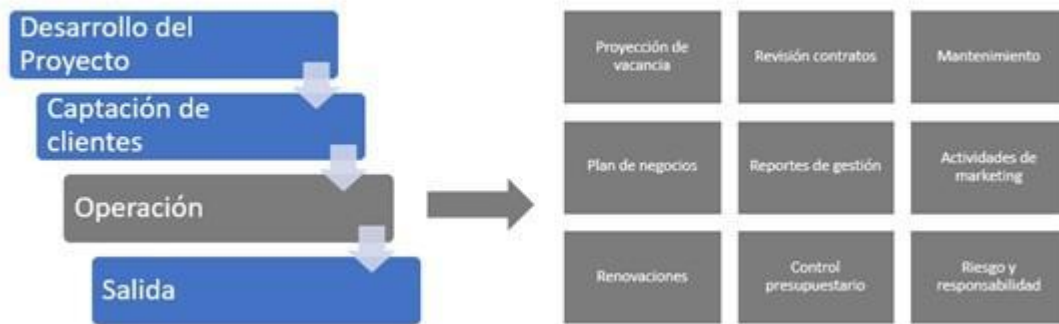 Desarrollo del
Proyecto
Captación de
clientes
Operación
Salida
Proyección de
vacancia
Revisión contratos
Mantenimiento
Plan de negocios
Reportes de gestión
Actividades de
marketing
Renovaciones
Control
presupuestario
Riesgo y
responsabilidad